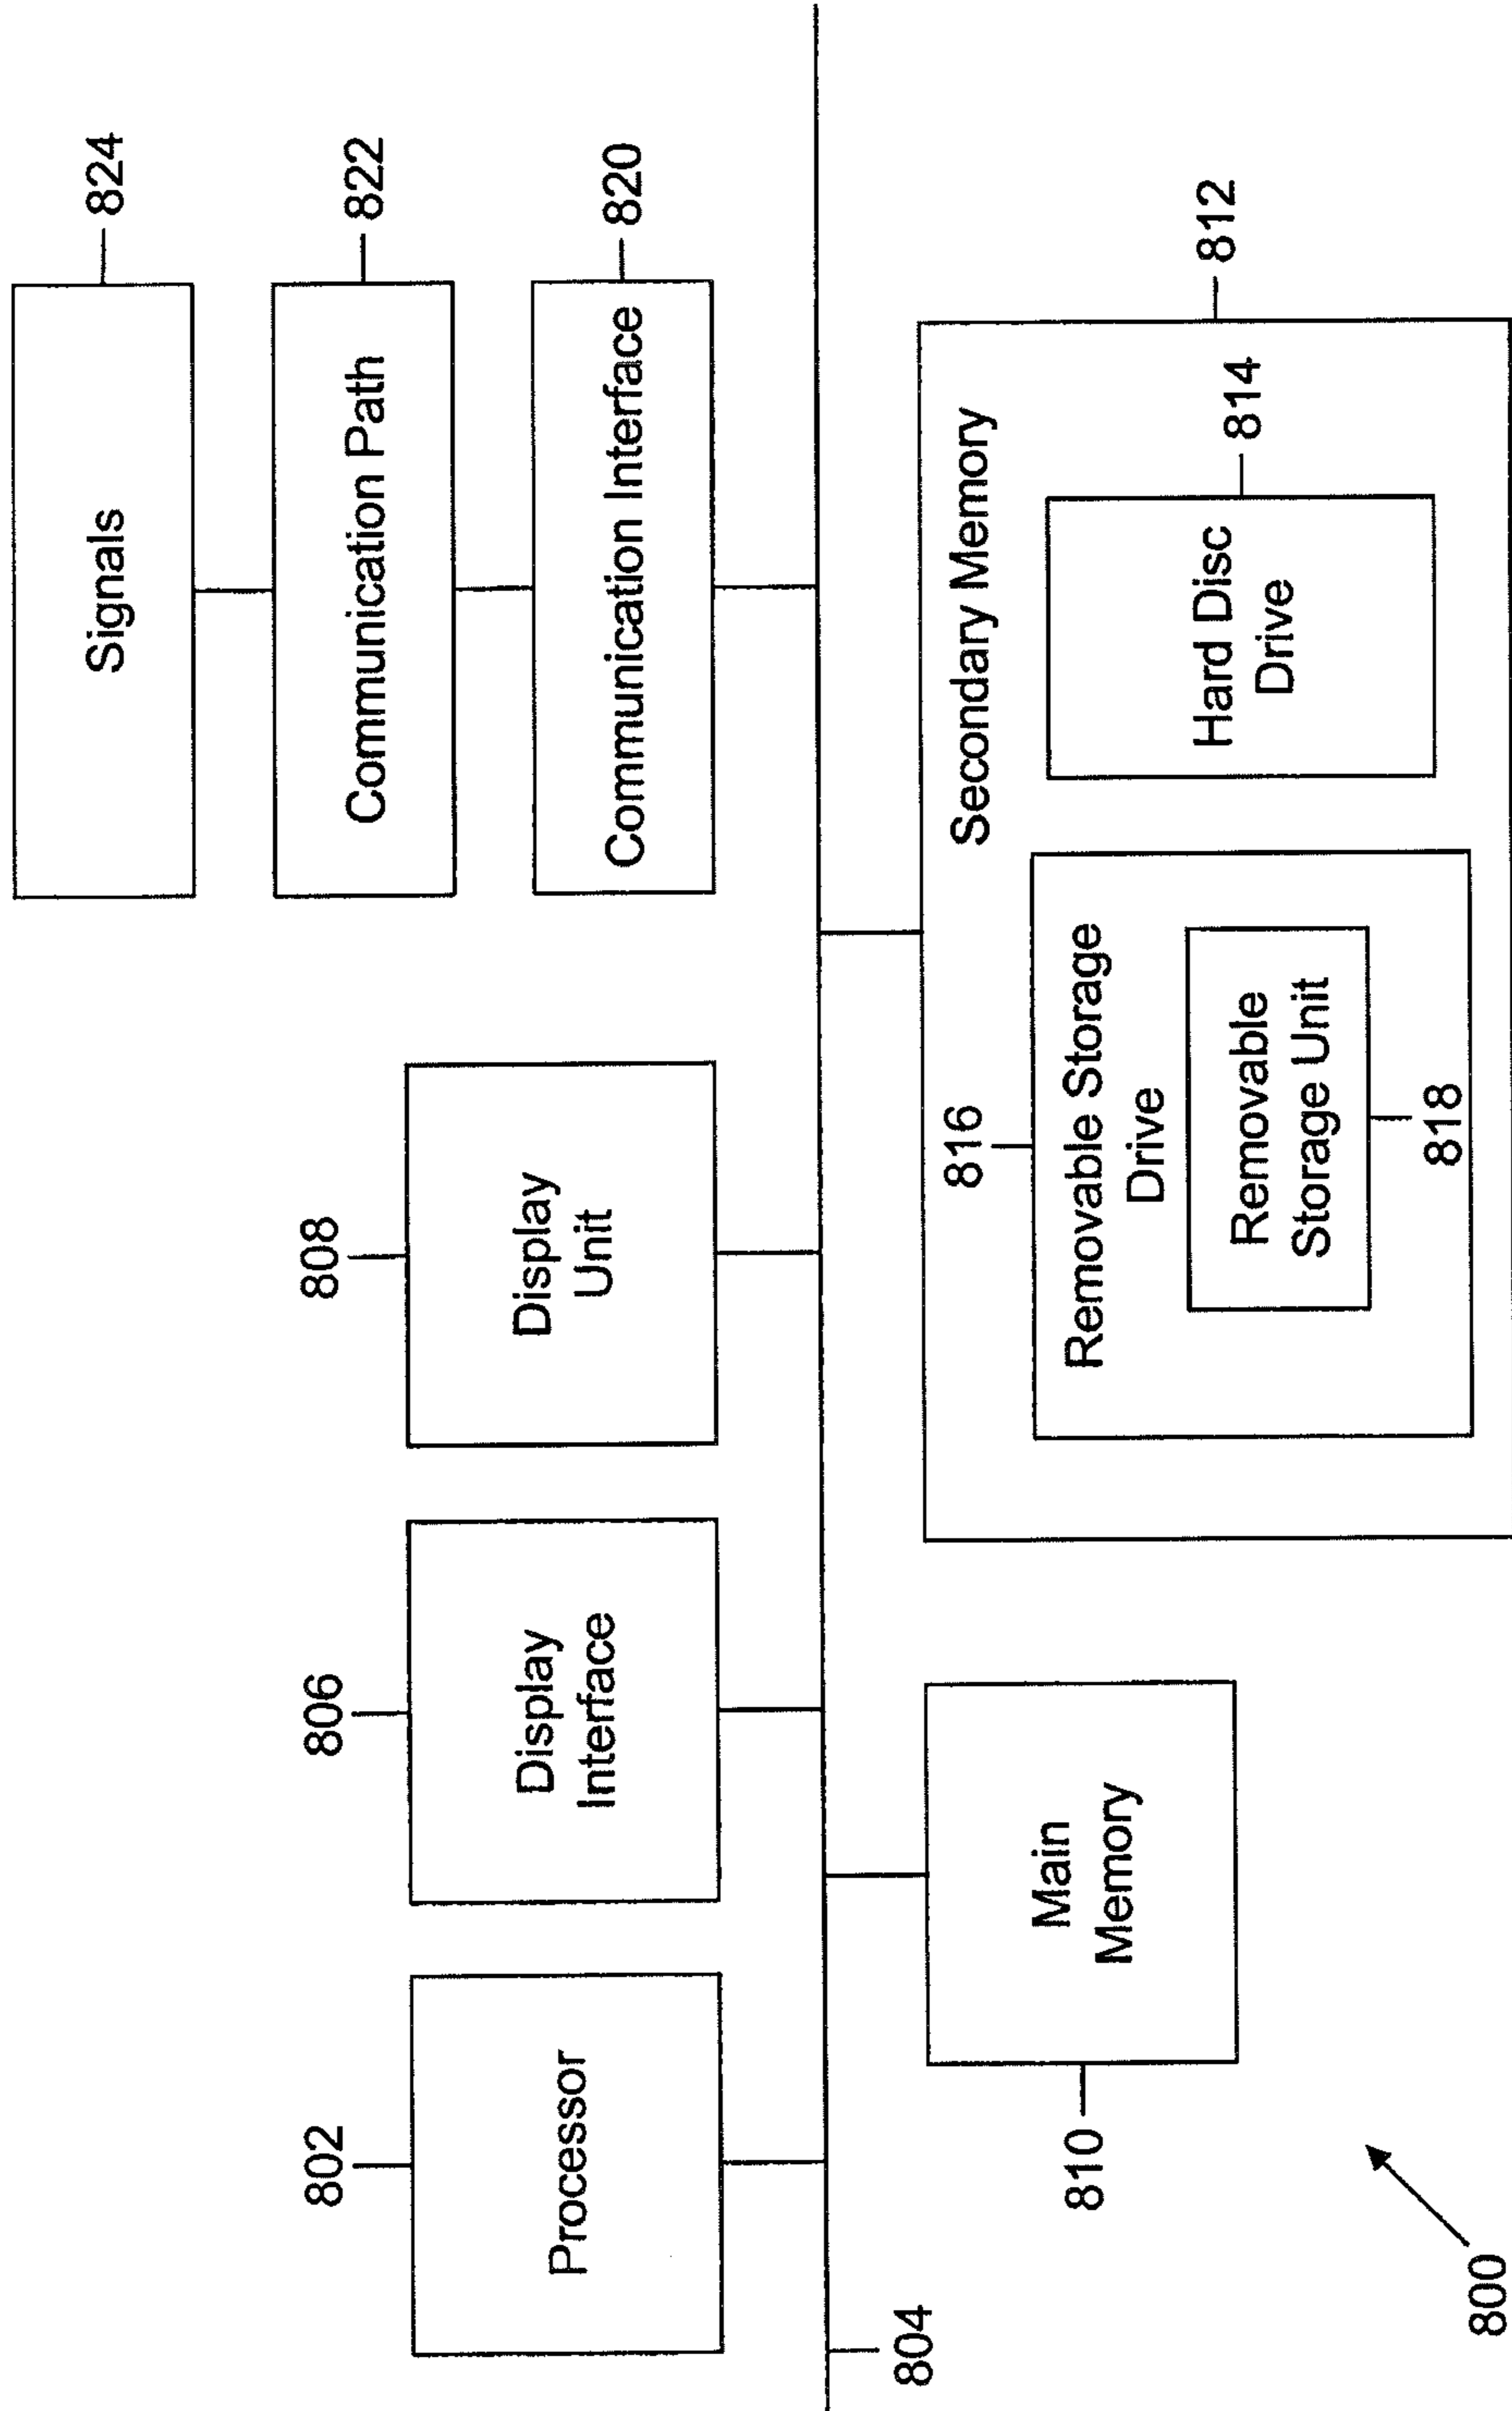 802
Processor
806
Display
Interface
808
Display
Unit
Signals
824
Communication Path
822
Communication Interface
820
804
810
Main
Memory
812
Secondary Memory
816
Removable Storage
Drive
Removable
Storage Unit
818
Hard Disc
Drive
814
800